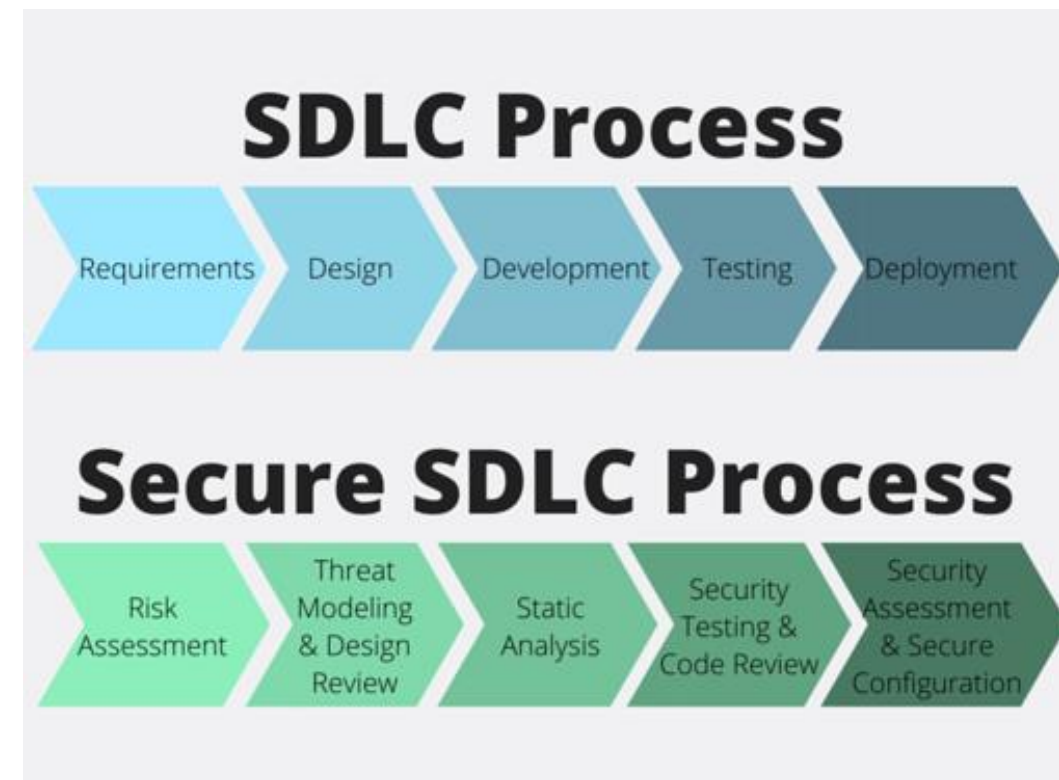 SDLC Process
Requirements
Design
Development
Testing
Deployment
Secure SDLC Process
Risk
Assessment
Threat
Modeling
& Design
Review
Static
Analysis
Security
Testing &
Code Review
Security
Assessment
& Secure
Configuration